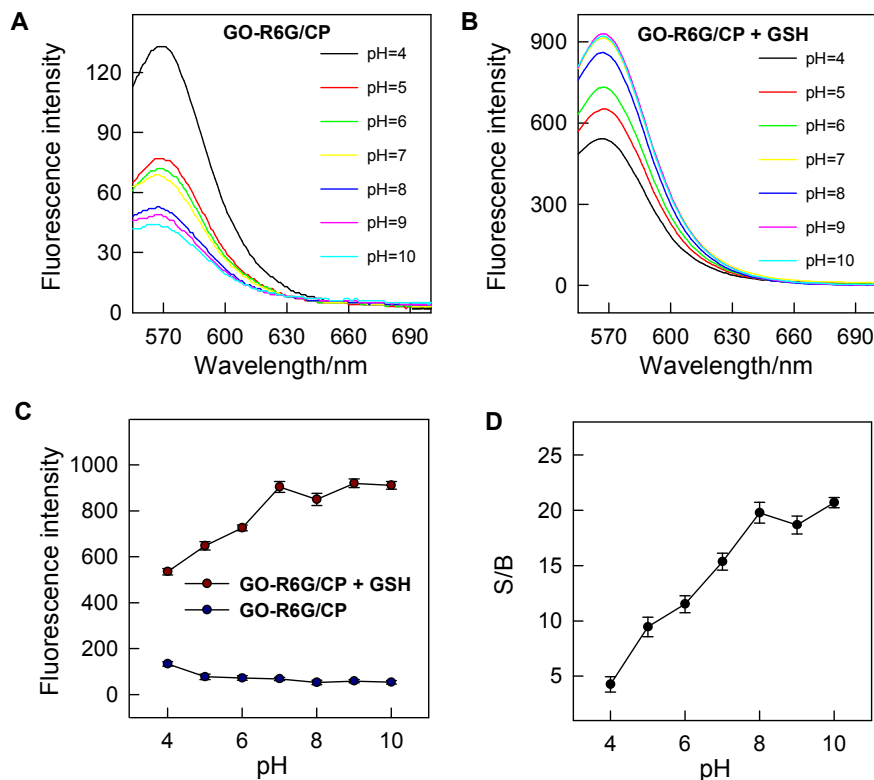 A
GO-R6G/CP
Fluorescence intensity
120
90
60
30
0
pH=4
pH=5
pH=6
pH=7
pH=8
pH=9
pH=10
570 600 630 660 690
Wavelength/nm
B
GO-R6G/CP + GSH
Fluorescence intensity
900
600
300
0
pH=4
pH=5
pH=6
pH=7
pH=8
pH=9
pH=10
570 600 630 660 690
Wavelength/nm
C
Fluorescence intensity
1000
800
600
400
200
0
GO-R6G/CP + GSH
GO-R6G/CP
4 6 8 10
pH
D
S/B
25
20
15
10
5
4 6 8 10
pH